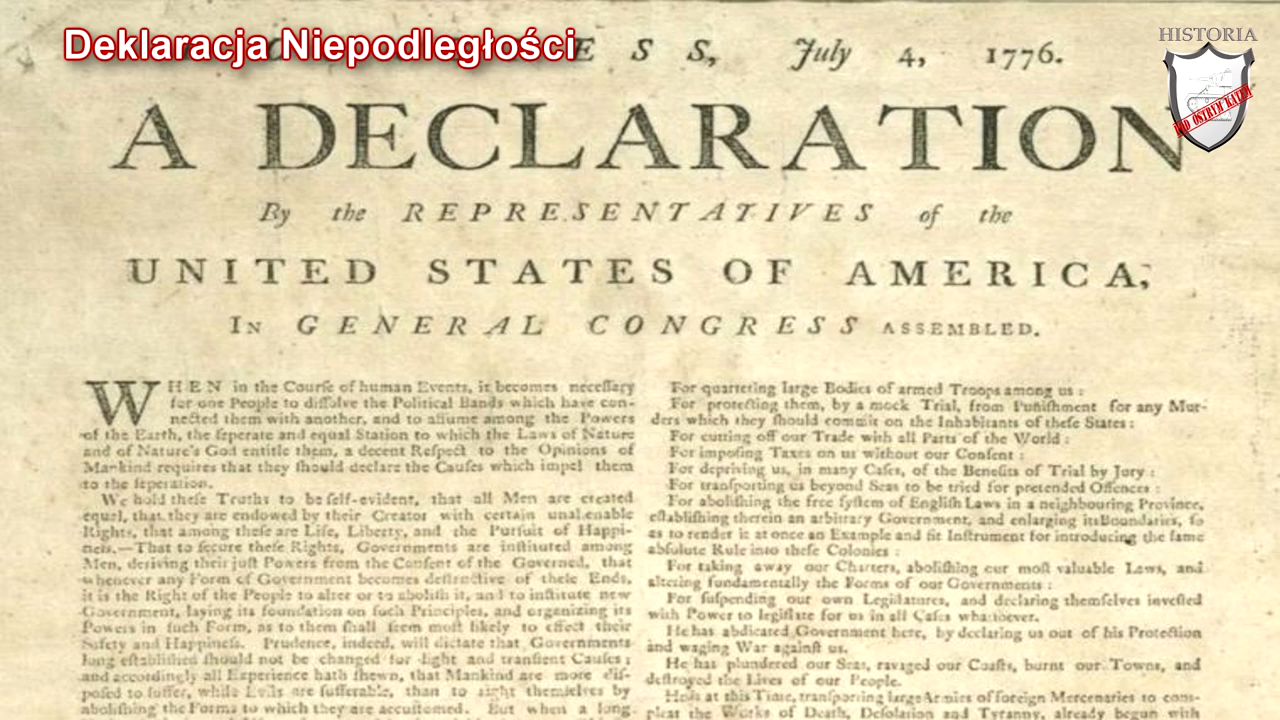 Deklaracja Niepodległości
E S S, July 4, 1776.
HISTORIA
POD OSTRYM KĄTEM
A DECLARATION
By the REPRESENTATIVES of the
UNITED STATES OF AMERICA,
In GENERAL CONGRESS ASSEMBLED.
WHEN in the Courſe of human Events, it becomes neceſſary
for one People to diſſolve the Political Bands which have con-
nected them with another, and to aſſume among the Powers
of the Earth, the ſeparate and equal Station to which the Laws of Nature
and of Nature's God entitle them, a decent Reſpect to the Opinions of
Mankind requires that they ſhould declare the Cauſes which impel them
to the ſeperation.
We hold theſe Truths to be ſelf-evident, that all Men are created
equal, that they are endowed by their Creator with certain unalienable
Rights, that among theſe are Life, Liberty, and the Purſuit of Happi-
neſs.—That to ſecure theſe Rights, Governments are inſtituted among
Men, deriving their juſt Powers from the Conſent of the Governed, that
whenever any Form of Government becomes deſtructive of theſe Ends,
it is the Right of the People to alter or to aboliſh it, and to inſtitute new
Government, laying its foundation on ſuch Principles, and organizing its
Powers in ſuch Form, as to them ſhall ſeem moſt likely to effect their
Safety and Happineſs. Prudence, indeed, will dictate that Governments
long eſtabliſhed ſhould not be changed for light and tranſient Cauſes;
and accordingly all Experience hath ſhewn, that Mankind are more diſ-
poſed to ſuffer, while Evils are ſufferable, than to right themſelves by
aboliſhing the Forms to which they are accuſtomed. But when a long
For quartering large Bodies of armed Troops among us :
For protecting them, by a mock Trial, from Puniſhment for any Mur-
ders which they ſhould commit on the Inhabitants of theſe States :
For cutting off our Trade with all Parts of the World :
For impoſing Taxes on us without our Conſent :
For depriving us, in many Caſes, of the Benefits of Trial by Jury :
For tranſporting us beyond Seas to be tried for pretended Offences :
For aboliſhing the free ſyſtem of Engliſh Laws in a neighbouring Province,
eſtabliſhing therein an arbitrary Government, and enlarging its Boundaries, ſo
as to render it at once an Example and fit Inſtrument for introducing the ſame
abſolute Rule into theſe Colonies :
For taking away our Charters, aboliſhing our moſt valuable Laws, and
altering fundamentally the Forms of our Governments :
For ſuſpending our own Legiſlatures, and declaring themſelves inveſted
with Power to legiſlate for us in all Caſes whatſoever.
He has abdicated Government here, by declaring us out of his Protection
and waging War againſt us.
He has plundered our Seas, ravaged our Coaſts, burnt our Towns, and
deſtroyed the Lives of our People.
He is at this Time, tranſporting large Armies of foreign Mercenaries to com-
pleat the Works of Death, Deſolation and Tyranny, already begun with